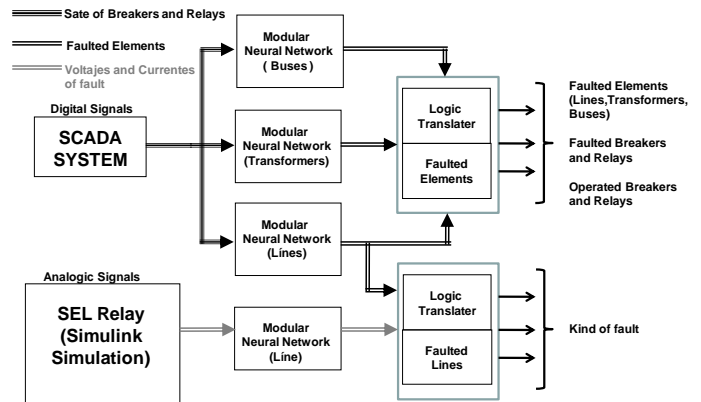 Sate of Breakers and Relays
Faulted Elements
Voltajes and Currentes
of fault
Digital Signals
SCADA
SYSTEM
Modular
Neural Network
( Buses )
Modular
Neural Network
(Transformers)
Modular
Neural Network
(Línes)
Logic
Translater
Faulted
Elements
Faulted Elements
(Lines,Transformers,
Buses)
Faulted Breakers
and Relays
Operated Breakers
and Relays
Analogic Signals
SEL Relay
(Simulink
Simulation)
Modular
Neural Network
(Líne)
Logic
Translater
Faulted
Lines
Kind of fault